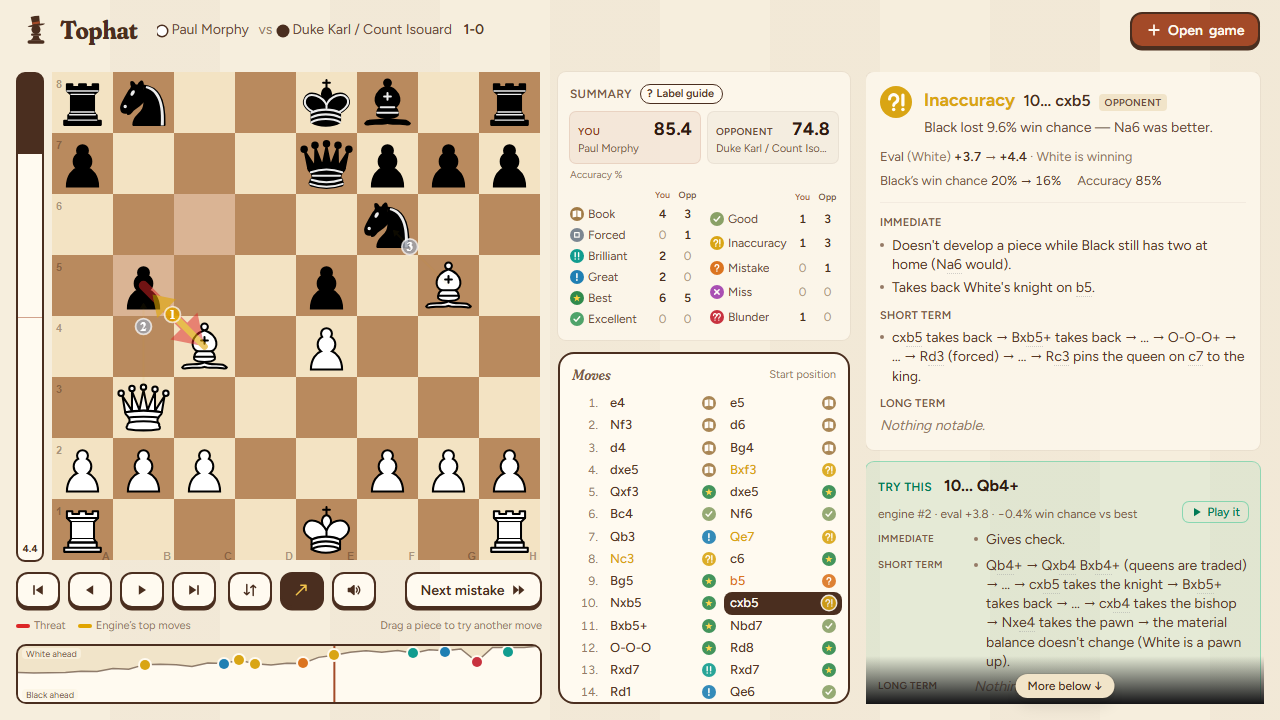 Tophat
Paul Morphy vs Duke Karl / Count Isouard 1-0
Open game
8
7
6
5
4
3
2
1
A B C D E F G H
1
2
3
4.4
Next mistake
Threat Engine's top moves Drag a piece to try another move
White ahead
Black ahead
SUMMARY ? Label guide
YOU 85.4
Paul Morphy
OPPONENT 74.8
Duke Karl / Count Iso...
Accuracy %
You Opp
Book 4 3
Forced 0 1
Brilliant 2 0
Great 2 0
Best 6 5
Excellent 0 0
You Opp
Good 1 3
Inaccuracy 1 3
Mistake 0 1
Miss 0 0
Blunder 1 0
Moves Start position
1. e4 e5
2. Nf3 d6
3. d4 Bg4
4. dxe5 Bxf3
5. Qxf3 dxe5
6. Bc4 Nf6
7. Qb3 Qe7
8. Nc3 c6
9. Bg5 b5
10. Nxb5 cxb5
11. Bxb5+ Nbd7
12. O-O-O Rd8
13. Rxd7 Rxd7
14. Rd1 Qe6
?! Inaccuracy 10... cxb5 OPPONENT
Black lost 9.6% win chance — Na6 was better.
Eval (White) +3.7 → +4.4 · White is winning
Black's win chance 20% → 16% Accuracy 85%
IMMEDIATE
• Doesn't develop a piece while Black still has two at
home (Na6 would).
• Takes back White's knight on b5.
SHORT TERM
• cxb5 takes back → Bxb5+ takes back → ... → O-O-O+ →
... → Rd3 (forced) → ... → Rc3 pins the queen on c7 to the
king.
LONG TERM
Nothing notable.
TRY THIS 10... Qb4+
engine #2 · eval +3.8 · −0.4% win chance vs best
Play it
IMMEDIATE • Gives check.
SHORT TERM • Qb4+ → Qxb4 Bxb4+ (queens are traded)
→ ... → cxb5 takes the knight → Bxb5+
takes back → ... → cxb4 takes the bishop
→ Nxe4 takes the pawn → the material
balance doesn't change (White is a pawn
up).
LONG TERM
More below ↓